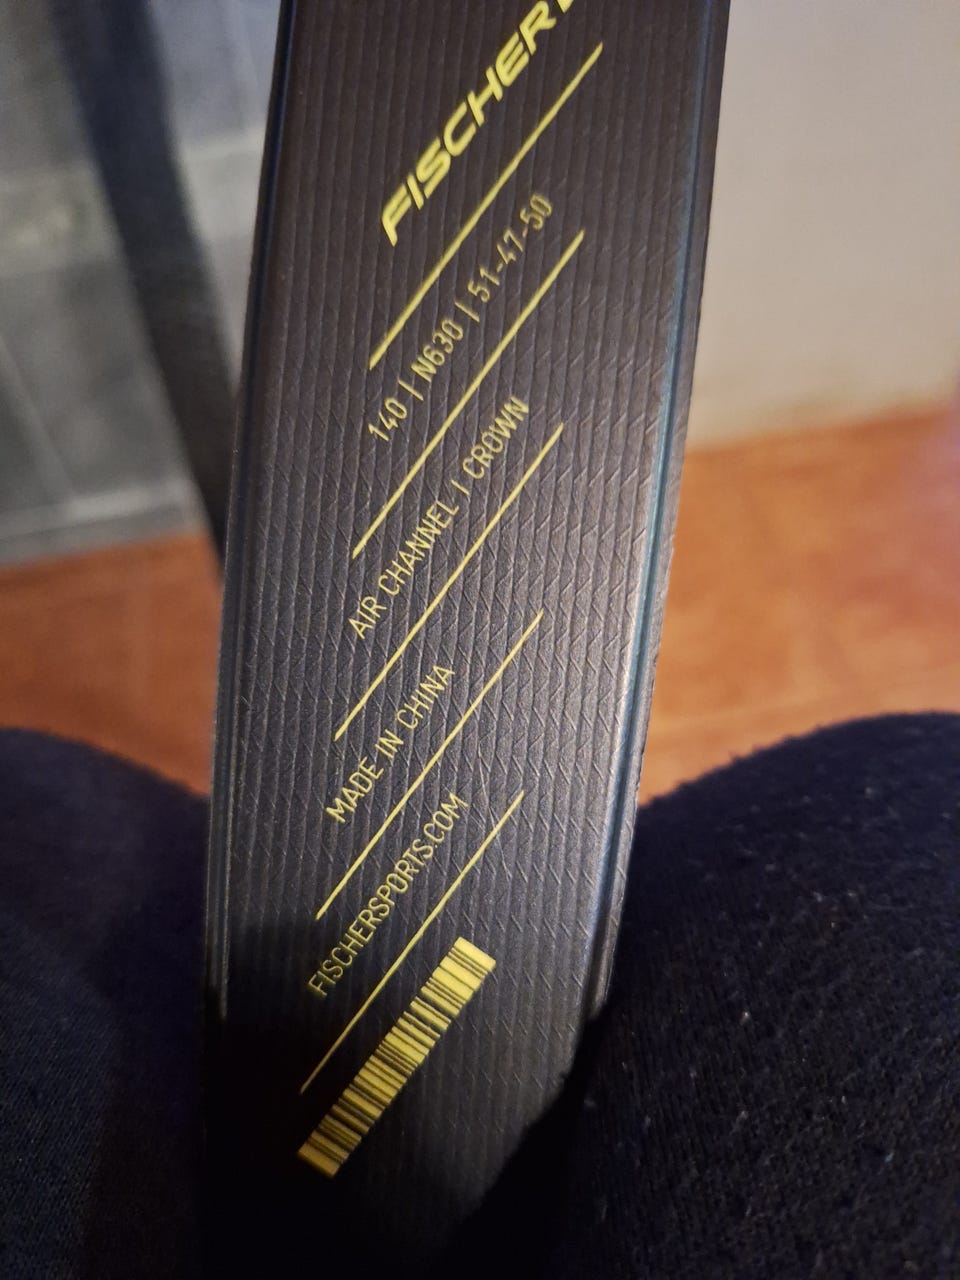 FISCHER
140 | N630 | 51-47-50
AIR CHANNEL | CROWN
MADE IN CHINA
FISCHERSPORTS.COM